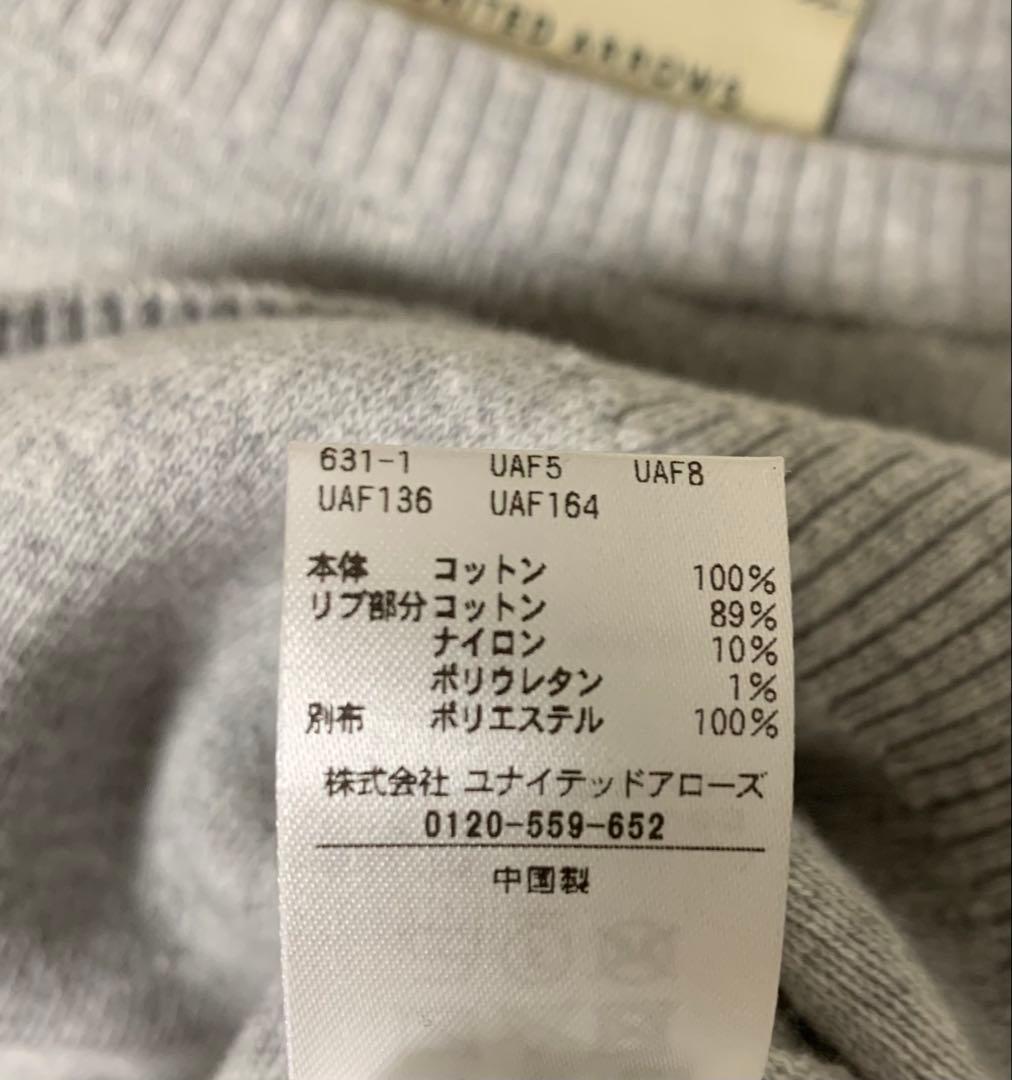 UNITED ARROWS
631-1 UAF5 UAF8
UAF136 UAF164
本体 コットン 100%
リブ部分 コットン 89%
ナイロン 10%
ポリウレタン 1%
別布 ポリエステル 100%
株式会社 ユナイテッドアローズ
0120-559-652
中国製